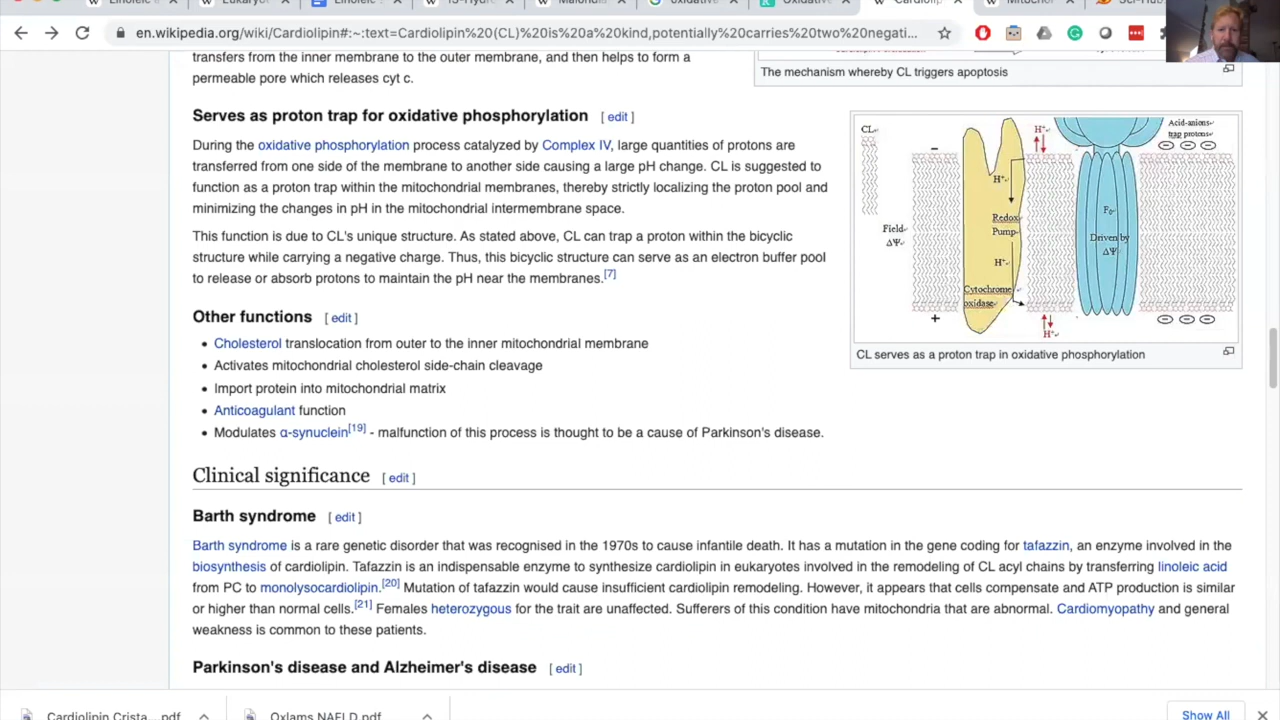 Linoleic
Eukaryo
Linoleic
13-Hydro
Malondi
oxidative
Oxidative
Cardiolip
Mitochor
Sci-Hub
en.wikipedia.org/wiki/Cardiolipin#:~:text=Cardiolipin%20(CL)%20is%20a%20kind,potentially%20carries%20two%20negati...
transfers from the inner membrane to the outer membrane, and then helps to form a
permeable pore which releases cyt c.
The mechanism whereby CL triggers apoptosis
Serves as proton trap for oxidative phosphorylation [ edit ]
During the oxidative phosphorylation process catalyzed by Complex IV, large quantities of protons are
transferred from one side of the membrane to another side causing a large pH change. CL is suggested to
function as a proton trap within the mitochondrial membranes, thereby strictly localizing the proton pool and
minimizing the changes in pH in the mitochondrial intermembrane space.
This function is due to CL's unique structure. As stated above, CL can trap a proton within the bicyclic
structure while carrying a negative charge. Thus, this bicyclic structure can serve as an electron buffer pool
to release or absorb protons to maintain the pH near the membranes.[7]
CL
H+
Acid-anions
trap protons
−
H+
Redox
Pump
F₀
Field
ΔΨ
Driven by
ΔΨ
H+
Cytochrome
oxidase
+
H+
CL serves as a proton trap in oxidative phosphorylation
Other functions [ edit ]
• Cholesterol translocation from outer to the inner mitochondrial membrane
• Activates mitochondrial cholesterol side-chain cleavage
• Import protein into mitochondrial matrix
• Anticoagulant function
• Modulates α-synuclein[19] - malfunction of this process is thought to be a cause of Parkinson's disease.
Clinical significance [ edit ]
Barth syndrome [ edit ]
Barth syndrome is a rare genetic disorder that was recognised in the 1970s to cause infantile death. It has a mutation in the gene coding for tafazzin, an enzyme involved in the
biosynthesis of cardiolipin. Tafazzin is an indispensable enzyme to synthesize cardiolipin in eukaryotes involved in the remodeling of CL acyl chains by transferring linoleic acid
from PC to monolysocardiolipin.[20] Mutation of tafazzin would cause insufficient cardiolipin remodeling. However, it appears that cells compensate and ATP production is similar
or higher than normal cells.[21] Females heterozygous for the trait are unaffected. Sufferers of this condition have mitochondria that are abnormal. Cardiomyopathy and general
weakness is common to these patients.
Parkinson's disease and Alzheimer's disease [ edit ]
Cardiolipin Crista....pdf
Oxlams NAFLD.pdf
Show All